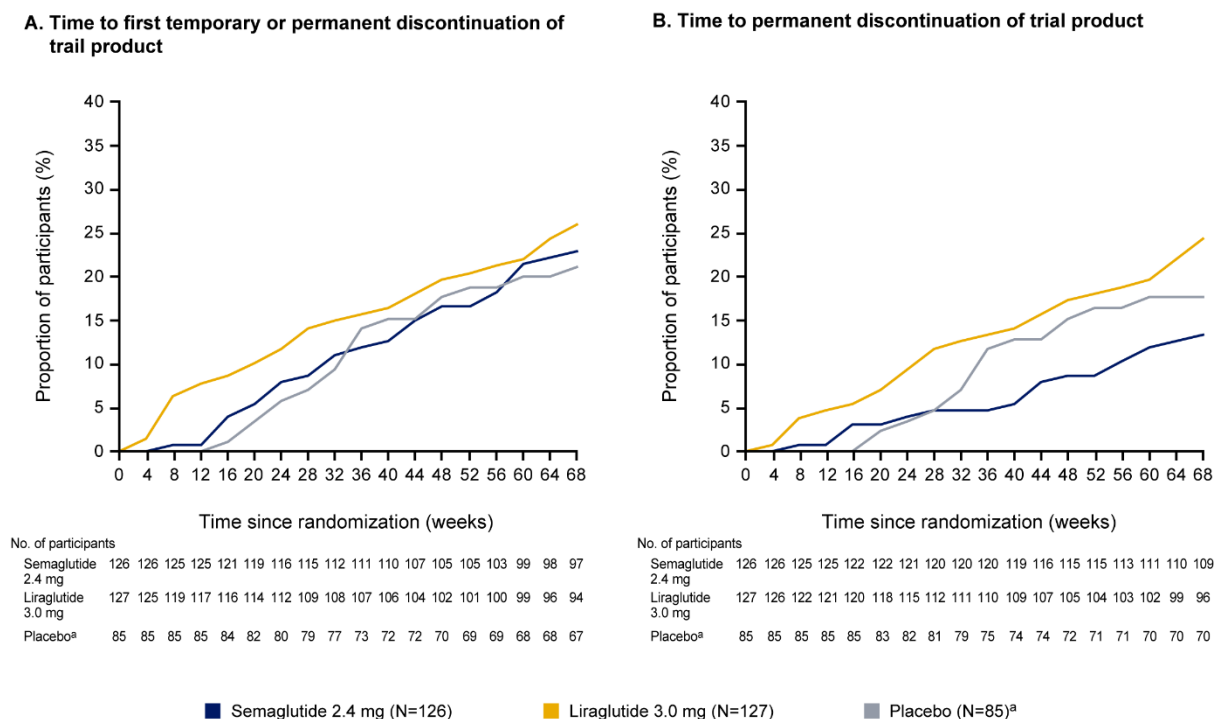 A. Time to first temporary or permanent discontinuation of
trail product
40
35
30
25
20
15
10
5
0
Proportion of participants (%)
0 4 8 12 16 20 24 28 32 36 40 44 48 52 56 60 64 68
Time since randomization (weeks)
No. of participants
Semaglutide 2.4 mg 126 126 125 125 121 119 116 115 112 111 110 107 105 105 103 99 98 97
Liraglutide 3.0 mg 127 125 119 117 116 114 112 109 108 107 106 104 102 101 100 99 96 94
Placeboᵃ 85 85 85 85 84 82 80 79 77 73 72 72 70 69 69 68 68 67
B. Time to permanent discontinuation of trial product
40
35
30
25
20
15
10
5
0
Proportion of participants (%)
0 4 8 12 16 20 24 28 32 36 40 44 48 52 56 60 64 68
Time since randomization (weeks)
No. of participants
Semaglutide 2.4 mg 126 126 125 125 122 122 121 120 120 120 119 116 115 115 113 111 110 109
Liraglutide 3.0 mg 127 126 122 121 120 118 115 112 111 110 109 107 105 104 103 102 99 96
Placeboᵃ 85 85 85 85 85 83 82 81 79 75 74 74 72 71 71 70 70 70
Semaglutide 2.4 mg (N=126)
Liraglutide 3.0 mg (N=127)
Placebo (N=85)ᵃ